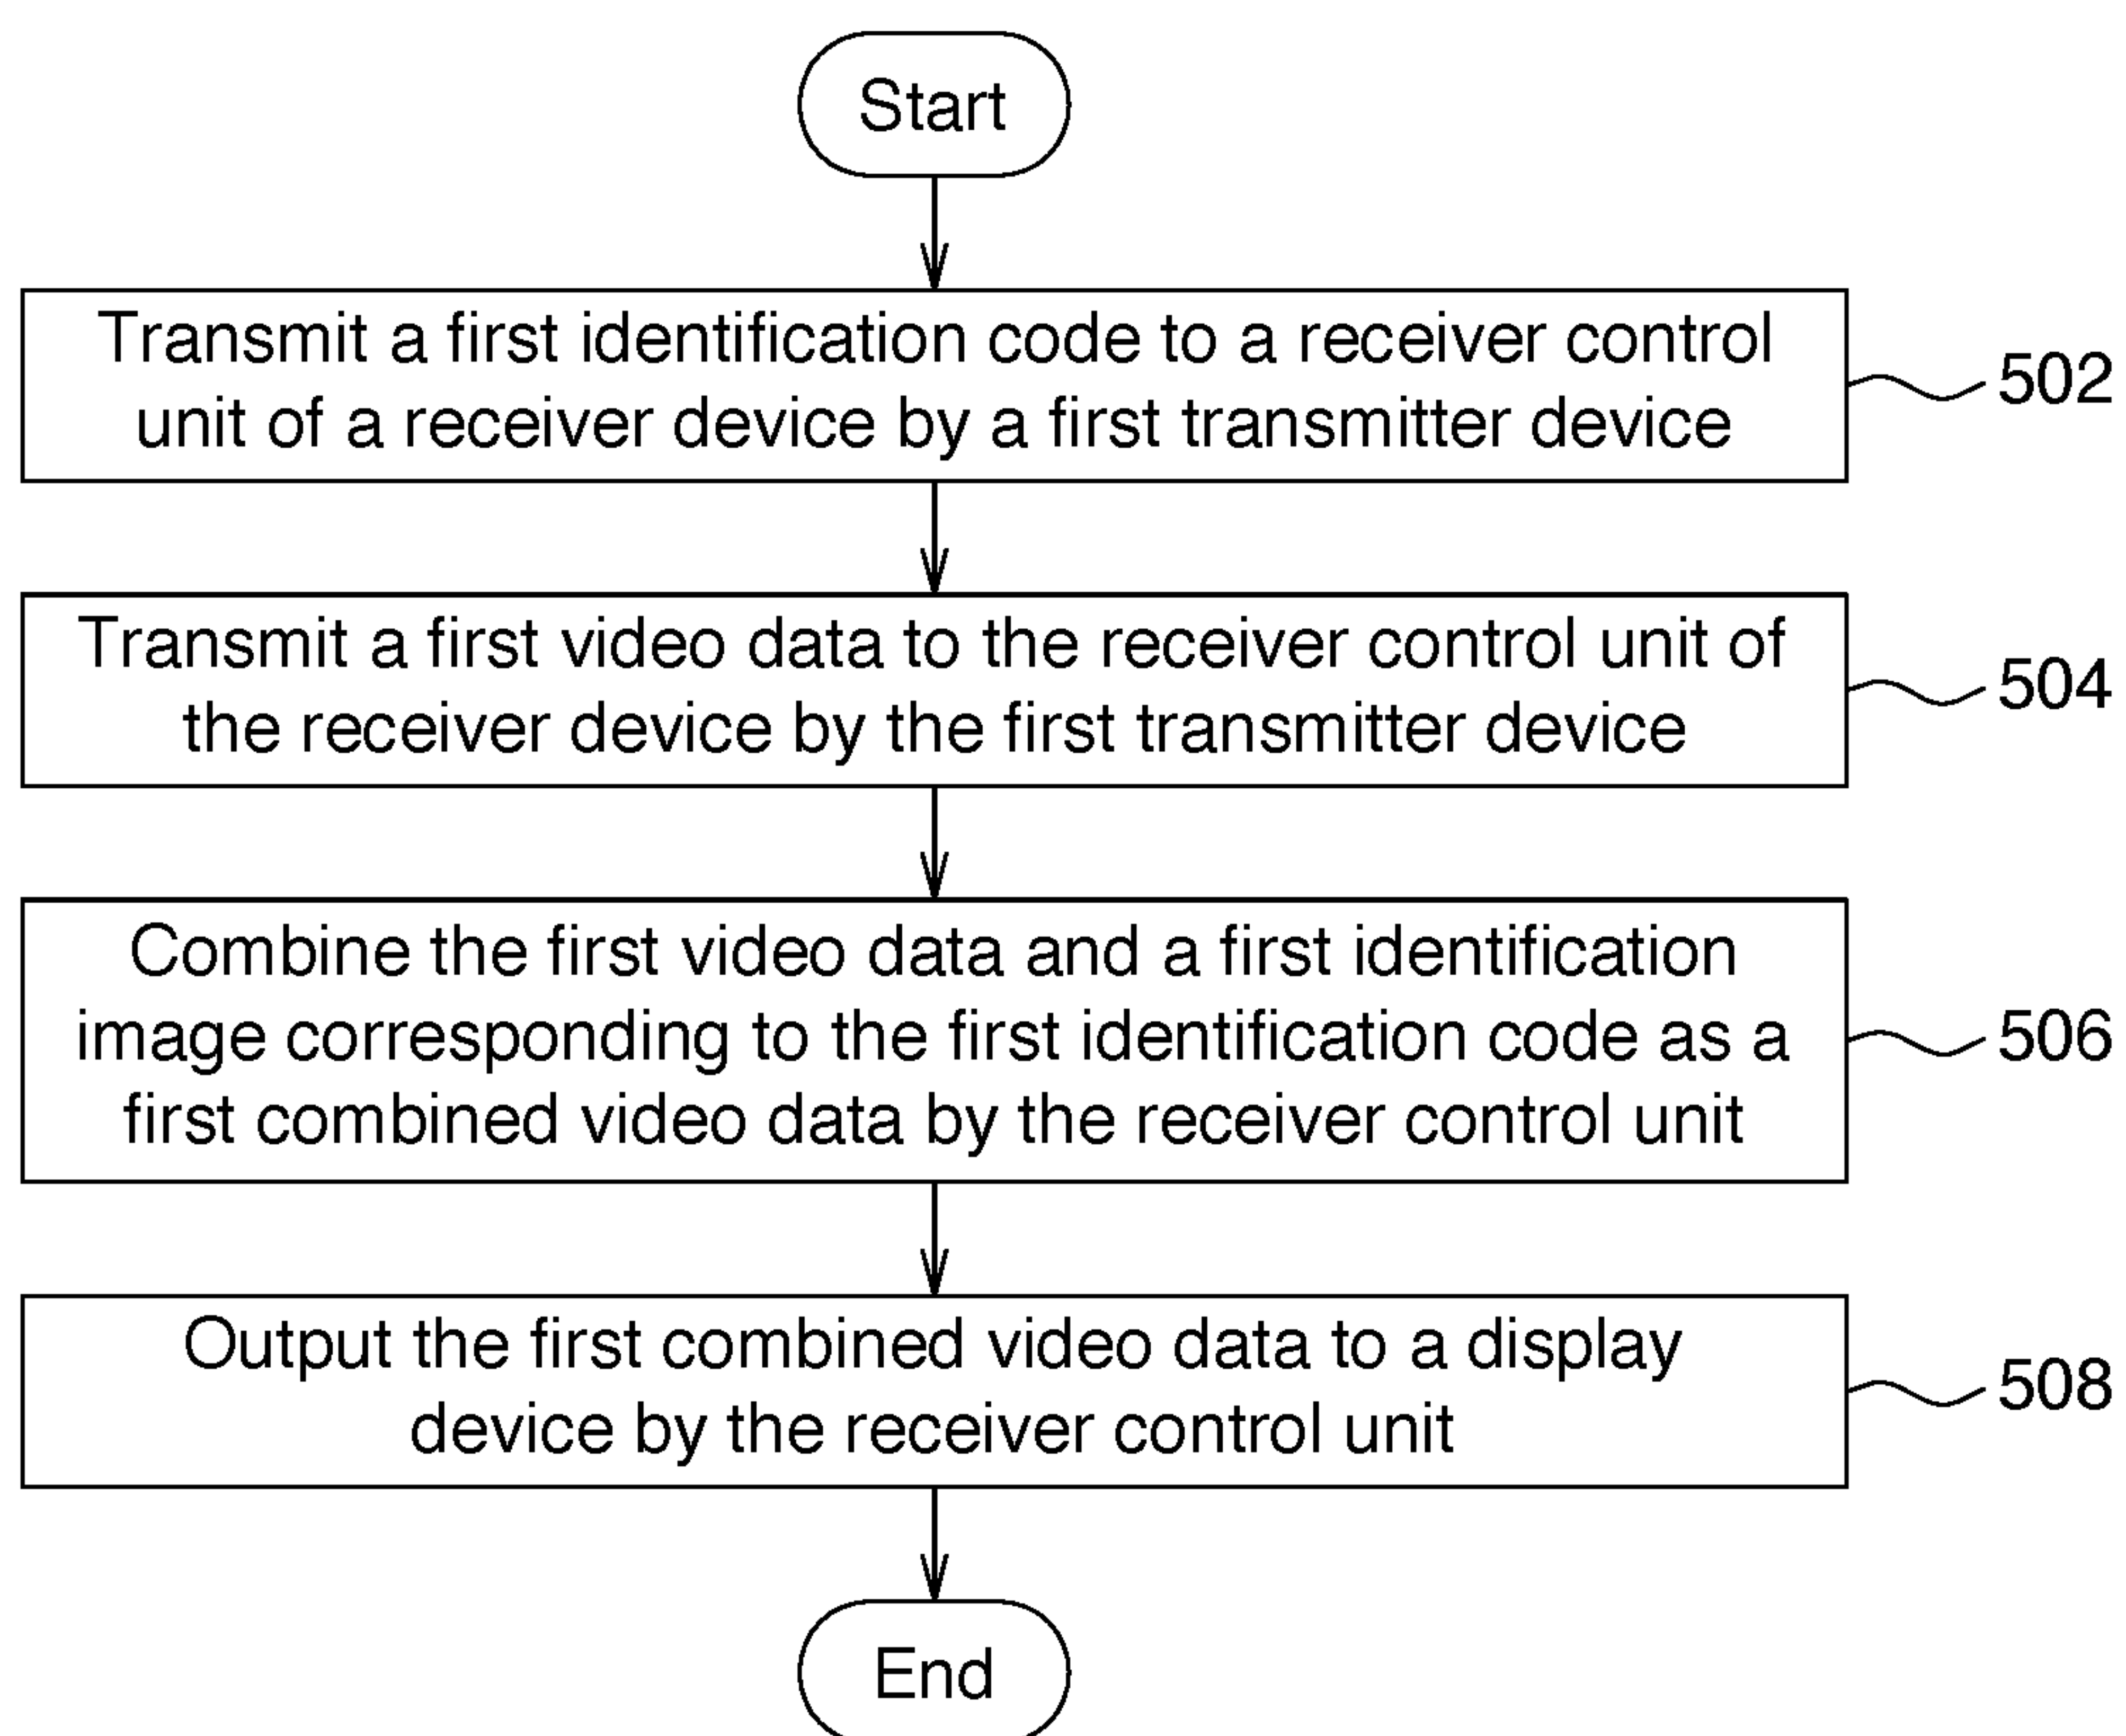 Start
Transmit a first identification code to a receiver control
unit of a receiver device by a first transmitter device
502
Transmit a first video data to the receiver control unit of
the receiver device by the first transmitter device
504
Combine the first video data and a first identification
image corresponding to the first identification code as a
first combined video data by the receiver control unit
506
Output the first combined video data to a display
device by the receiver control unit
508
End